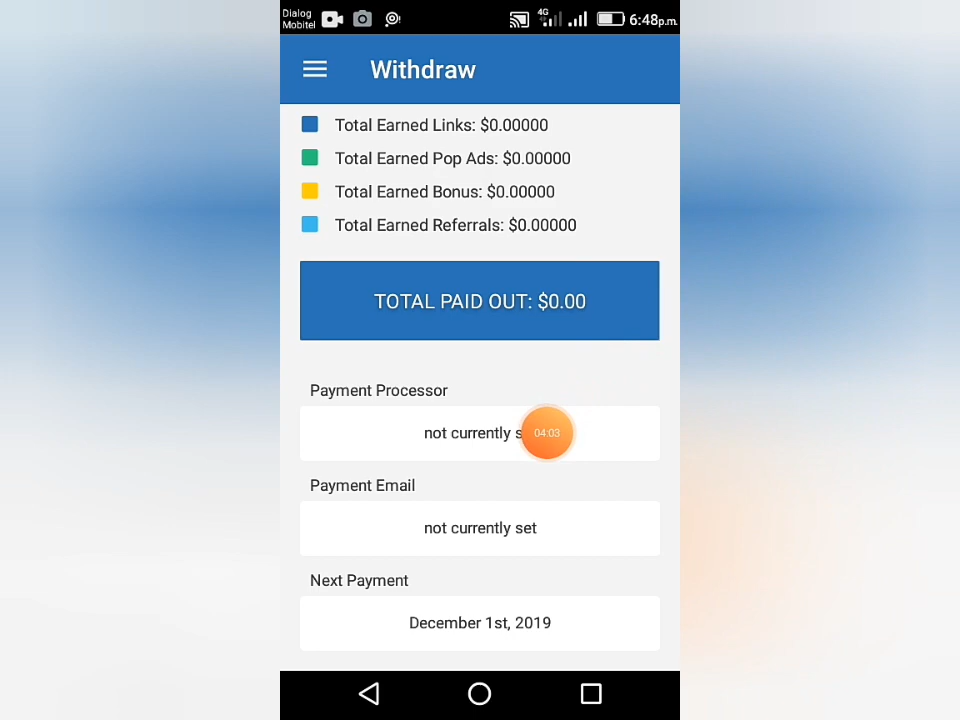 Dialog
Mobitel
4G
6:48p.m.
Withdraw
Total Earned Links: $0.00000
Total Earned Pop Ads: $0.00000
Total Earned Bonus: $0.00000
Total Earned Referrals: $0.00000
TOTAL PAID OUT: $0.00
Payment Processor
not currently s
04:03
Payment Email
not currently set
Next Payment
December 1st, 2019